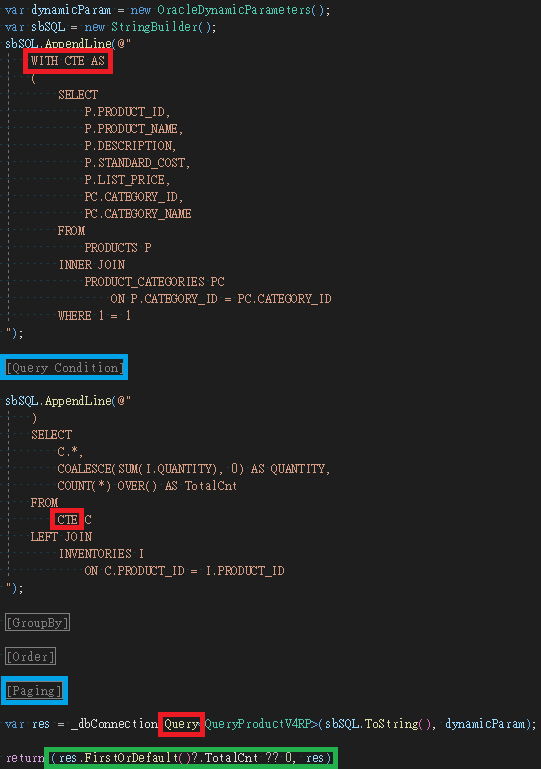 var dynamicParam = new OracleDynamicParameters();
var sbSQL = new StringBuilder();
sbSQL.AppendLine(@"
WITH CTE AS
(
SELECT
P.PRODUCT_ID,
P.PRODUCT_NAME,
P.DESCRIPTION,
P.STANDARD_COST,
P.LIST_PRICE,
PC.CATEGORY_ID,
PC.CATEGORY_NAME
FROM
PRODUCTS P
INNER JOIN
PRODUCT_CATEGORIES PC
ON P.CATEGORY_ID = PC.CATEGORY_ID
WHERE 1 = 1
");
[Query Condition]
sbSQL.AppendLine(@"
)
SELECT
C.*,
COALESCE(SUM(I.QUANTITY), 0) AS QUANTITY,
COUNT(*) OVER() AS TotalCnt
FROM
CTE C
LEFT JOIN
INVENTORIES I
ON C.PRODUCT_ID = I.PRODUCT_ID
");
[GroupBy]
[Order]
[Paging]
var res = _dbConnection.Query<QueryProductV4RP>(sbSQL.ToString(), dynamicParam);
return (res.FirstOrDefault()?.TotalCnt ?? 0, res)